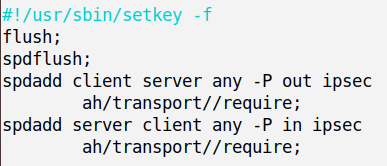 #!/usr/sbin/setkey -f
flush;
spdflush;
spdadd client server any -P out ipsec
        ah/transport//require;
spdadd server client any -P in ipsec
        ah/transport//require;